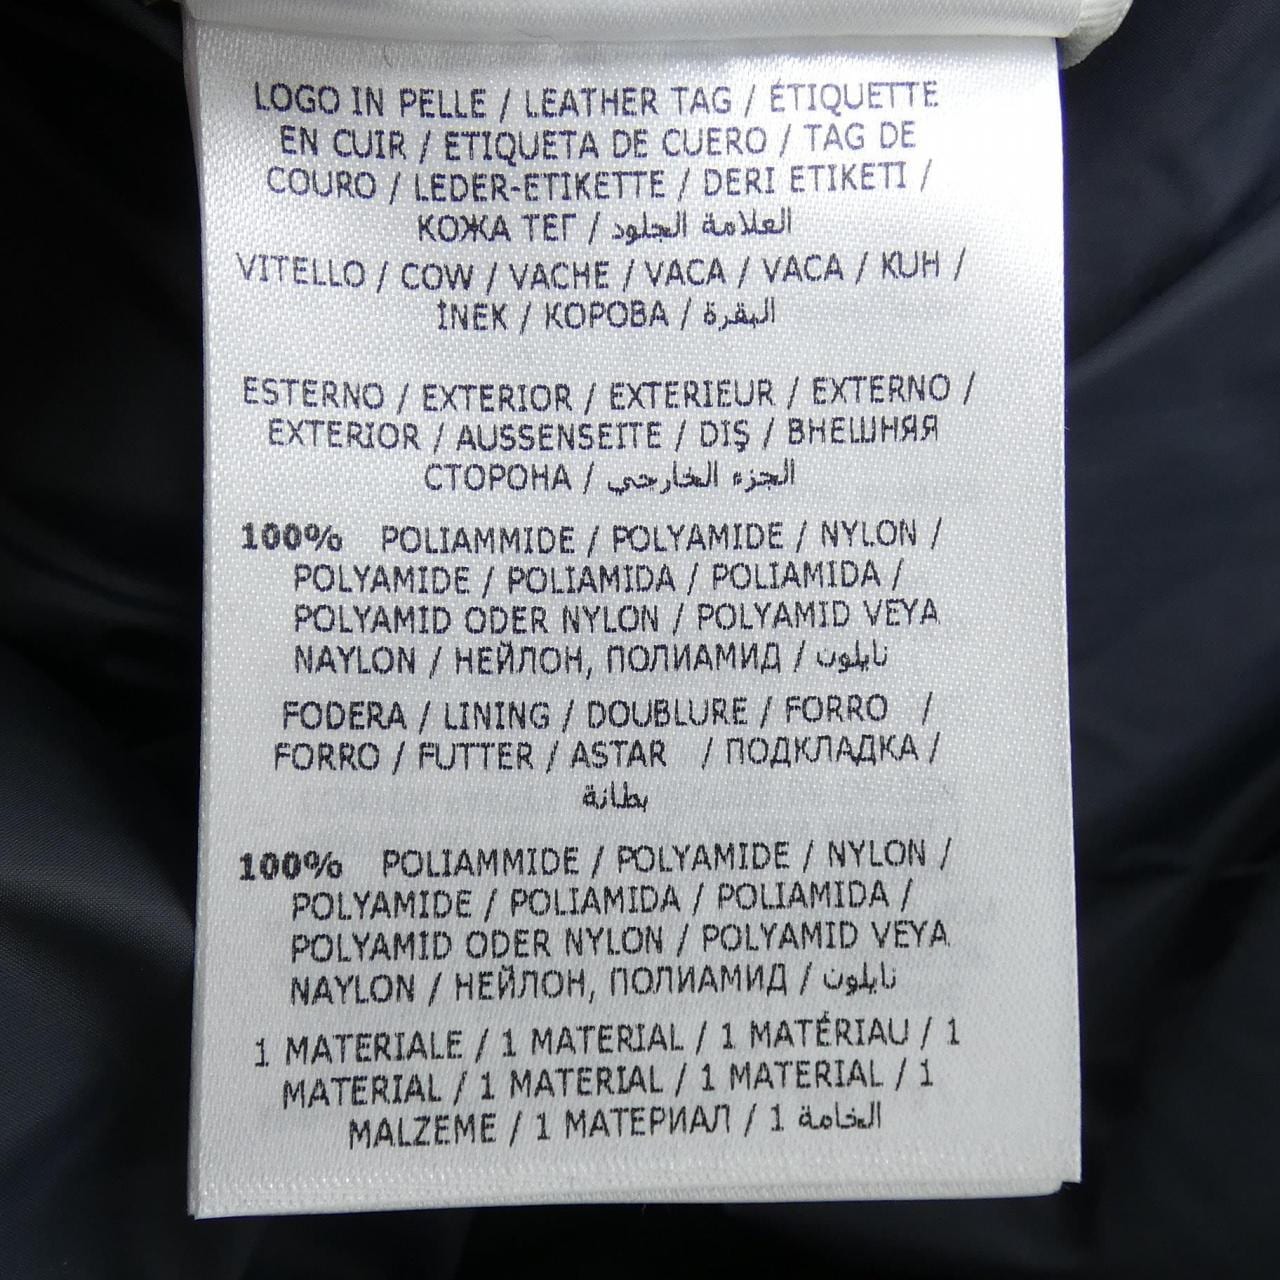 LOGO IN PELLE / LEATHER TAG / ÉTIQUETTE
EN CUIR / ETIQUETA DE CUERO / TAG DE
COURO / LEDER-ETIKETTE / DERI ETIKETI /
КОЖА ТЕГ / العلامة الجلود
VITELLO / COW / VACHE / VACA / VACA / KUH /
İNEK / КОРОВА / البقرة
ESTERNO / EXTERIOR / EXTERIEUR / EXTERNO /
EXTERIOR / AUSSENSEITE / DIŞ / ВНЕШНЯЯ
СТОРОНА / الجزء الخارجي
100% POLIAMMIDE / POLYAMIDE / NYLON /
POLYAMIDE / POLIAMIDA / POLIAMIDA /
POLYAMID ODER NYLON / POLYAMID VEYA
NAYLON / НЕЙЛОН, ПОЛИАМИД / نايلون
FODERA / LINING / DOUBLURE / FORRO /
FORRO / FUTTER / ASTAR / ПОДКЛАДКА /
بطانة
100% POLIAMMIDE / POLYAMIDE / NYLON /
POLYAMIDE / POLIAMIDA / POLIAMIDA /
POLYAMID ODER NYLON / POLYAMID VEYA
NAYLON / НЕЙЛОН, ПОЛИАМИД / نايلون
1 MATERIALE / 1 MATERIAL / 1 MATÉRIAU / 1
MATERIAL / 1 MATERIAL / 1 MATERIAL / 1
MALZEME / 1 МАТЕРИАЛ / 1 الخامة